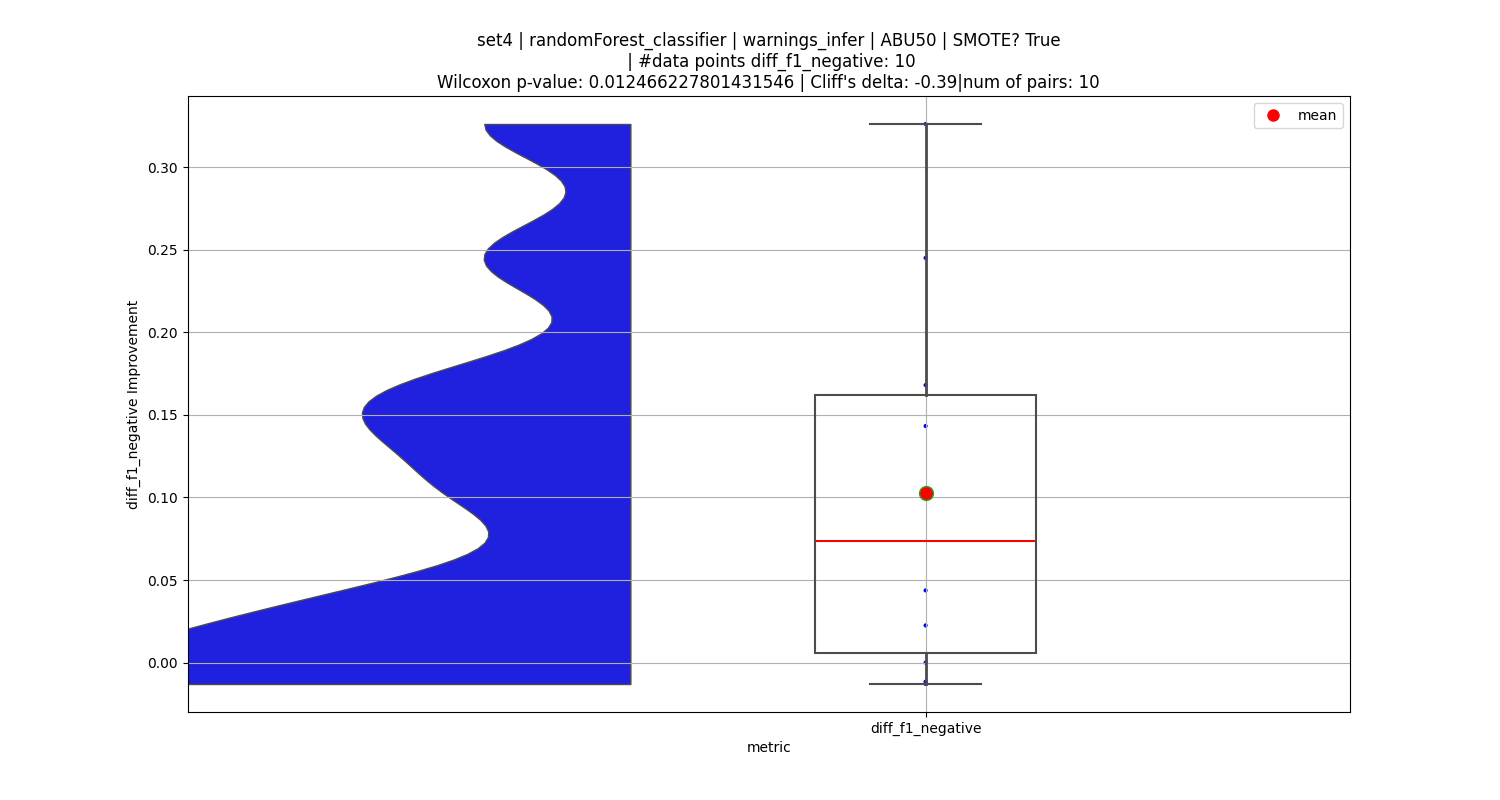 set4 | randomForest_classifier | warnings_infer | ABU50 | SMOTE? True
| #data points diff_f1_negative: 10
Wilcoxon p-value: 0.012466227801431546 | Cliff's delta: -0.39|num of pairs: 10
mean
0.30
0.25
0.20
0.15
0.10
0.05
0.00
diff_f1_negative Improvement
diff_f1_negative
metric